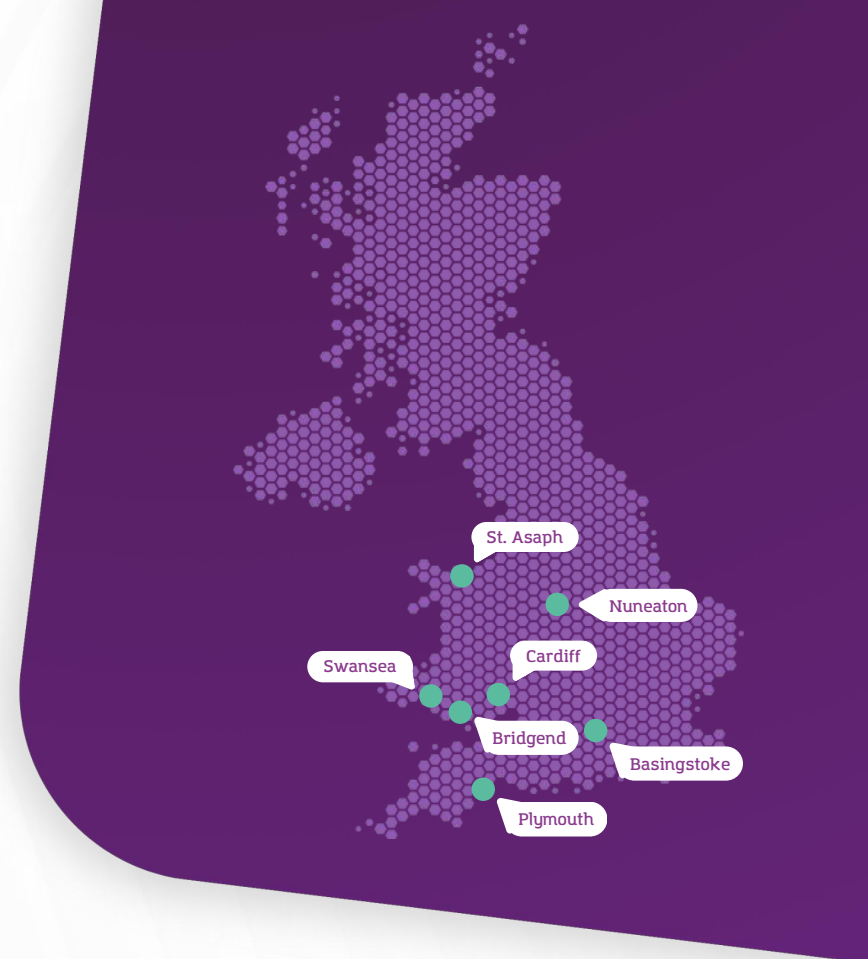 St. Asaph
Nuneaton
Cardiff
Swansea
Bridgend
Basingstoke
Plymouth